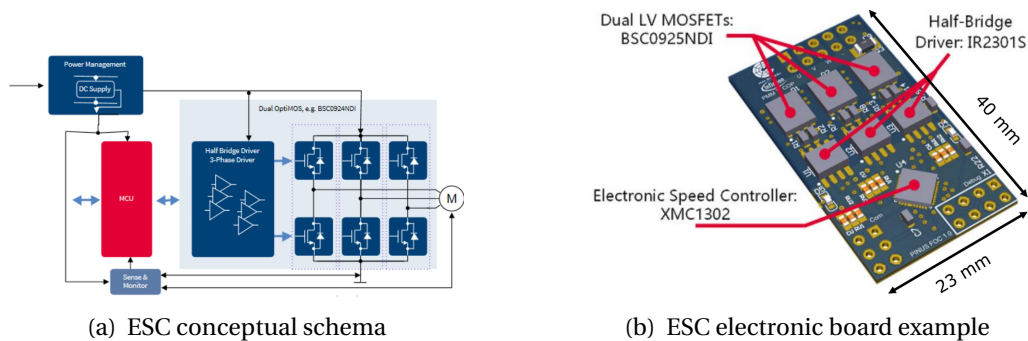 Power Management
DC Supply
Dual OptiMOS, e.g. BSC0924NDI
MCU
Half Bridge Driver
3-Phase Driver
M
Sense &
Monitor
(a) ESC conceptual schema
Dual LV MOSFETs:
BSC0925NDI
Half-Bridge
Driver: IR2301S
40 mm
Electronic Speed Controller:
XMC1302
U4
R22
Debug X1
Com
PINUS FOC 1.0
23 mm
(b) ESC electronic board example